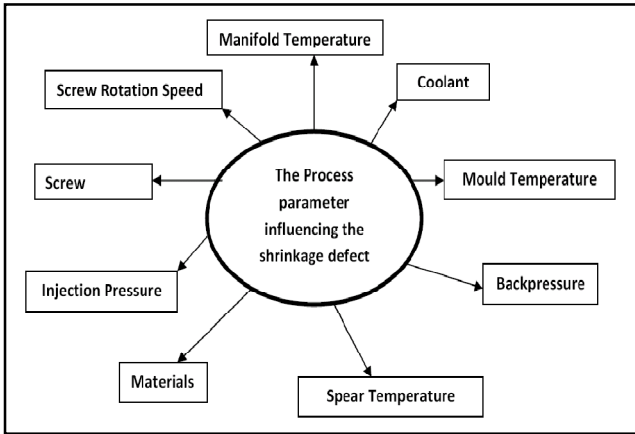 Manifold Temperature
Screw Rotation Speed
Coolant
Screw
The Process
parameter
influencing the
shrinkage defect
Mould Temperature
Injection Pressure
Backpressure
Materials
Spear Temperature